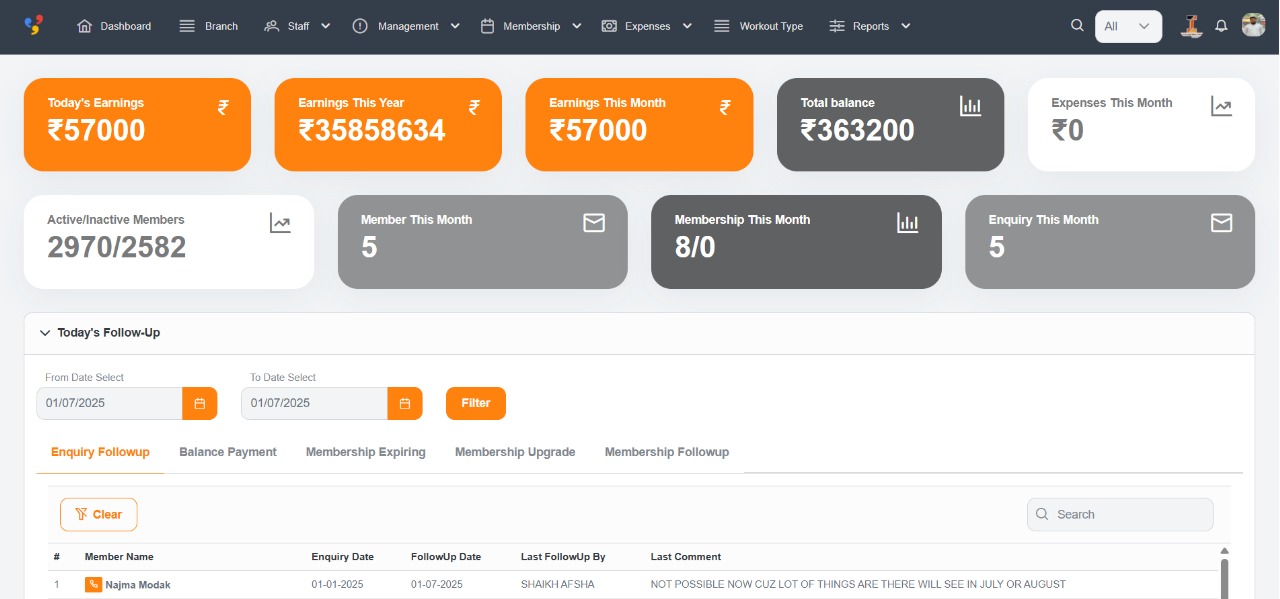 Dashboard Branch Staff Management Membership Expenses Workout Type Reports All
Today's Earnings
₹57000
Earnings This Year
₹35858634
Earnings This Month
₹57000
Total balance
₹363200
Expenses This Month
₹0
Active/Inactive Members
2970/2582
Member This Month
5
Membership This Month
8/0
Enquiry This Month
5
Today's Follow-Up
From Date Select To Date Select
01/07/2025 01/07/2025 Filter
Enquiry Followup Balance Payment Membership Expiring Membership Upgrade Membership Followup
Clear Search
# Member Name Enquiry Date FollowUp Date Last FollowUp By Last Comment
1 Najma Modak 01-01-2025 01-07-2025 SHAIKH AFSHA NOT POSSIBLE NOW CUZ LOT OF THINGS ARE THERE WILL SEE IN JULY OR AUGUST